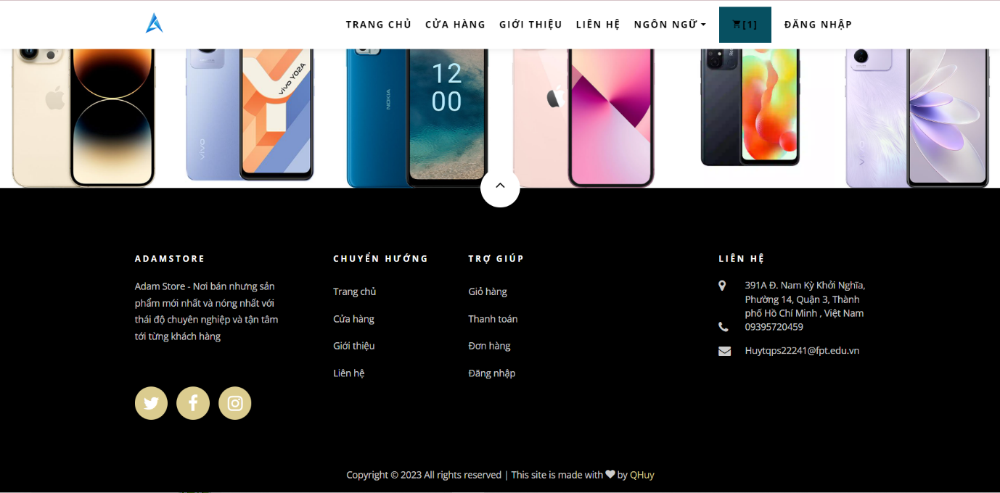 TRANG CHỦ CỬA HÀNG GIỚI THIỆU LIÊN HỆ NGÔN NGỮ [1] ĐĂNG NHẬP
vivo Y02A
12
00
NOKIA
vivo
vivo
ADAMSTORE
Adam Store - Nơi bán nhưng sản
phẩm mới nhất và nóng nhất với
thái độ chuyên nghiệp và tận tâm
tới từng khách hàng
CHUYỂN HƯỚNG
Trang chủ
Cửa hàng
Giới thiệu
Liên hệ
TRỢ GIÚP
Giỏ hàng
Thanh toán
Đơn hàng
Đăng nhập
LIÊN HỆ
391A Đ. Nam Kỳ Khởi Nghĩa,
Phường 14, Quận 3, Thành
phố Hồ Chí Minh , Việt Nam
09395720459
Huytqps22241@fpt.edu.vn
Copyright © 2023 All rights reserved | This site is made with by QHuy